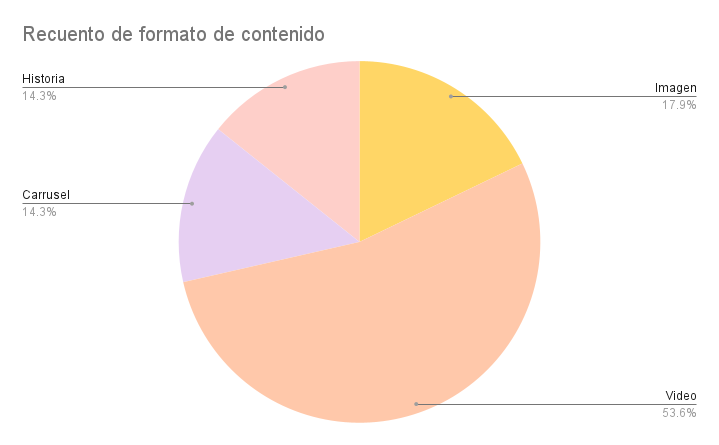 Recuento de formato de contenido
Historia
14.3%
Imagen
17.9%
Carrusel
14.3%
Video
53.6%